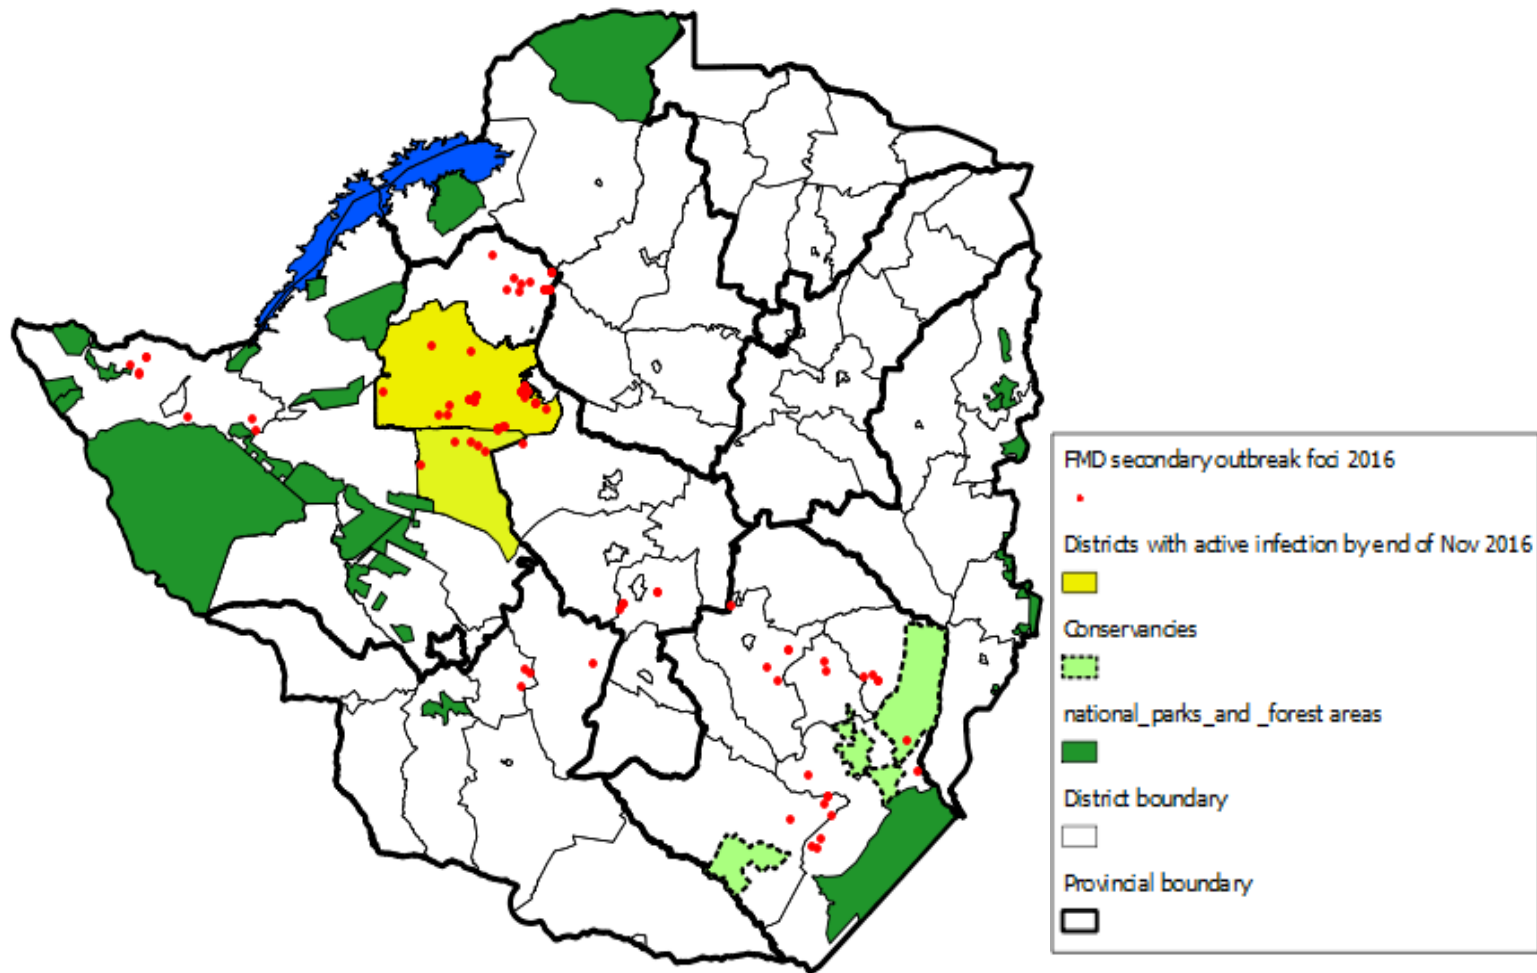 FMD secondary outbreak foci 2016
Districts with active infection by end of Nov 2016
Conservancies
national_parks_and _forest areas
District boundary
Provincial boundary